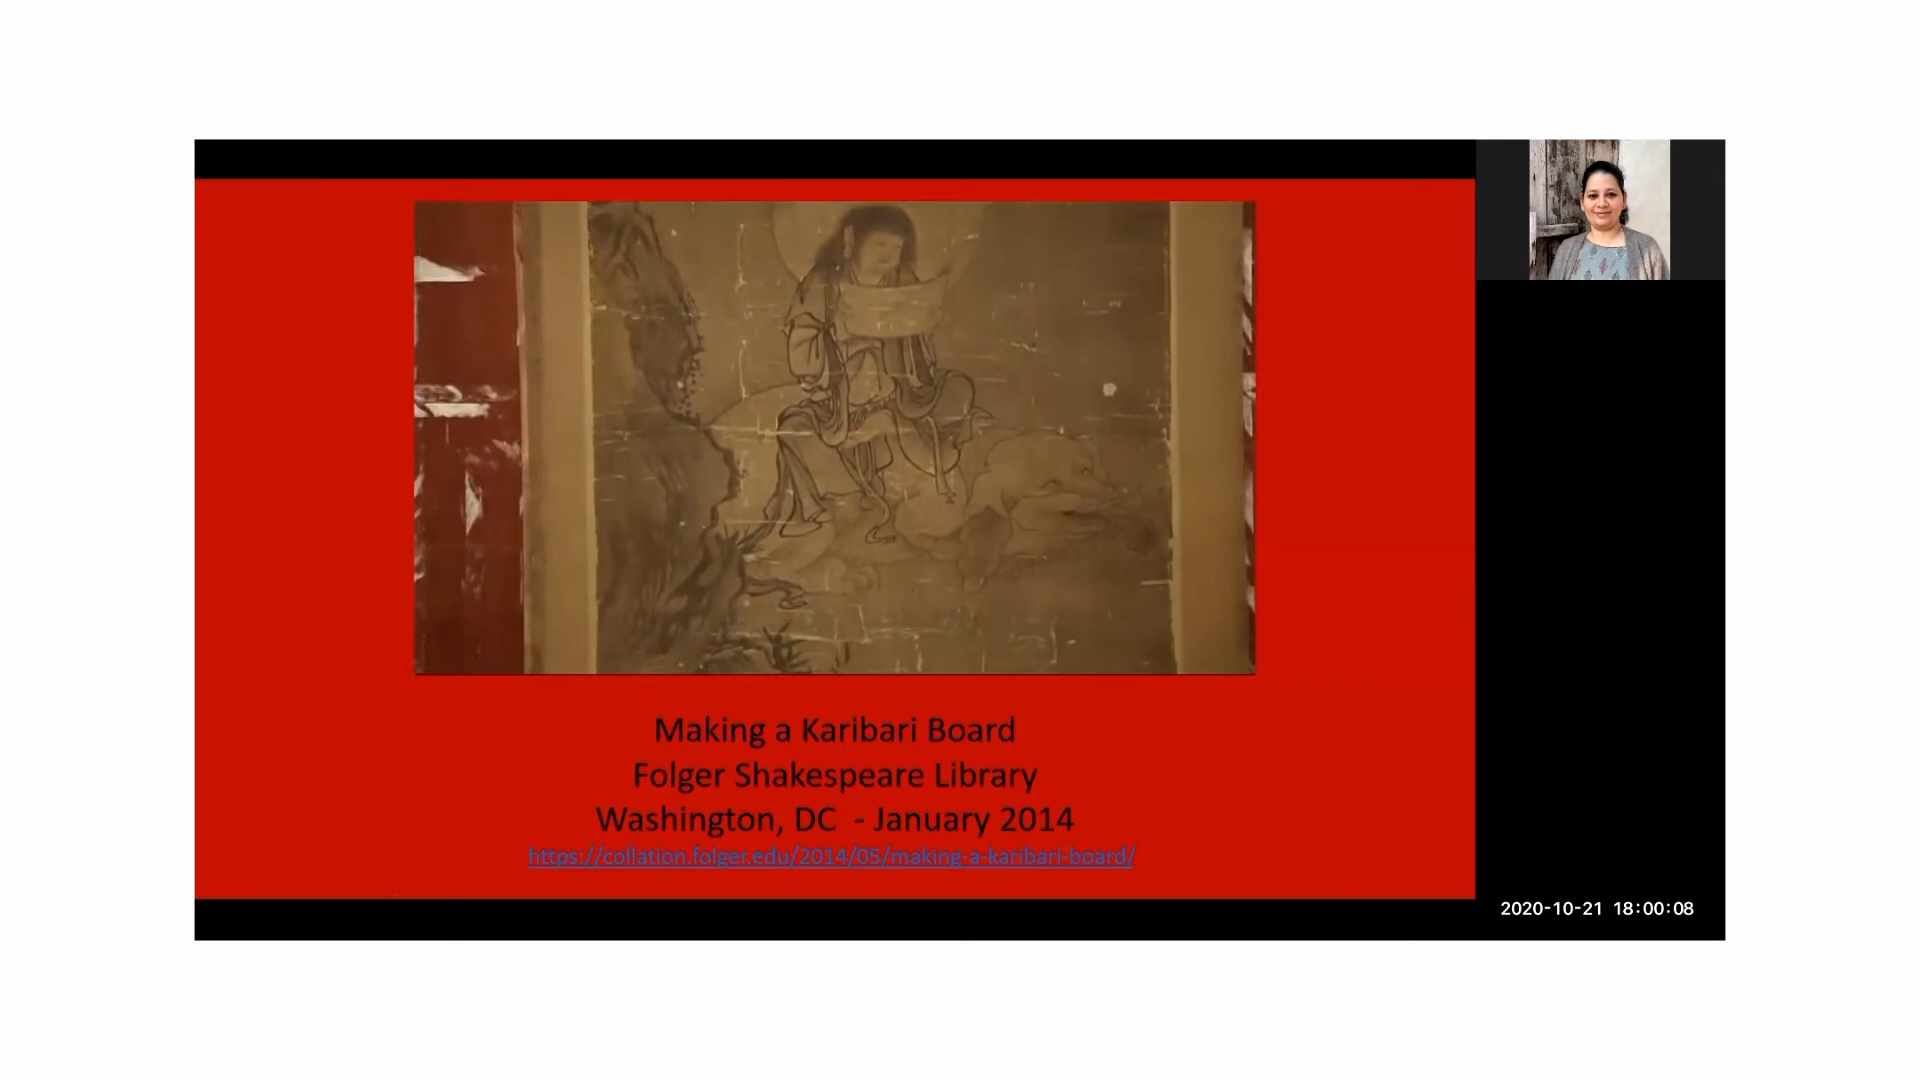 Making a Karibari Board
Folger Shakespeare Library
Washington, DC - January 2014
https://collation.folger.edu/2014/05/making-a-karibari-board/
2020-10-21 18:00:08